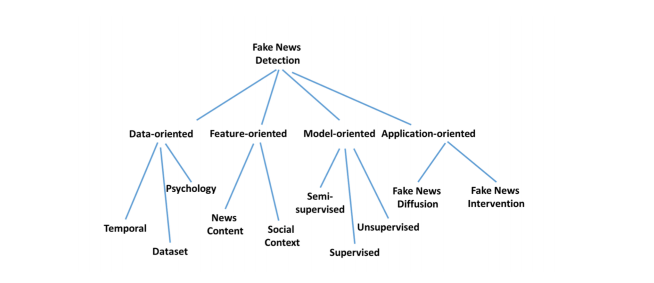 Fake News
Detection
Data-oriented
Feature-oriented
Model-oriented
Application-oriented
Psychology
Temporal
Dataset
News
Content
Social
Context
Semi-
supervised
Supervised
Unsupervised
Fake News
Diffusion
Fake News
Intervention